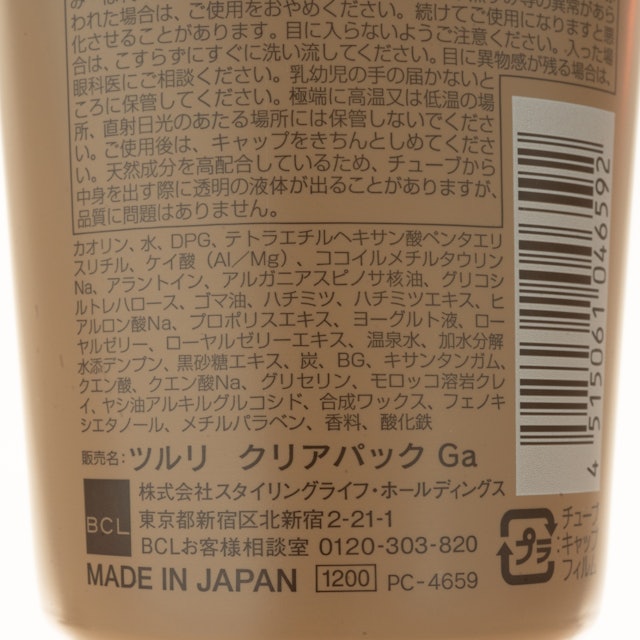 われた場合は、ご使用をおやめください。続けてご使用になりますと悪
化させることがあります。目に入らないようご注意ください。入った場
合は、こすらずにすぐに洗い流してください。目に異物感が残る場合は、
眼科医にご相談ください。乳幼児の手の届かないと
ころに保管してください。極端に高温又は低温の場
所、直射日光のあたる場所には保管しないでくださ
い。ご使用後は、キャップをきちんとしめてくださ
い。天然成分を高配合しているため、チューブから
中身を出す際に透明の液体が出ることがありますが、
品質に問題はありません。
カオリン、水、DPG、テトラエチルヘキサン酸ペンタエリ
スリチル、ケイ酸（Al/Mg）、ココイルメチルタウリン
Na、アラントイン、アルガニアスピノサ核油、グリコシ
ルトレハロース、ゴマ油、ハチミツ、ハチミツエキス、ヒ
アルロン酸Na、プロポリスエキス、ヨーグルト液、ロー
ヤルゼリー、ローヤルゼリーエキス、温泉水、加水分解
水添デンプン、黒砂糖エキス、炭、BG、キサンタンガム、
クエン酸、クエン酸Na、グリセリン、モロッコ溶岩クレ
イ、ヤシ油アルキルグルコシド、合成ワックス、フェノキ
シエタノール、メチルパラベン、香料、酸化鉄
販売名：ツルリ クリアパック Ga
BCL
株式会社スタイリングライフ・ホールディングス
東京都新宿区北新宿2-21-1
BCLお客様相談室 0120-303-820
MADE IN JAPAN 1200 PC-4659
4 515061 046592
プラ
チューブ
:キャップ
フィルム